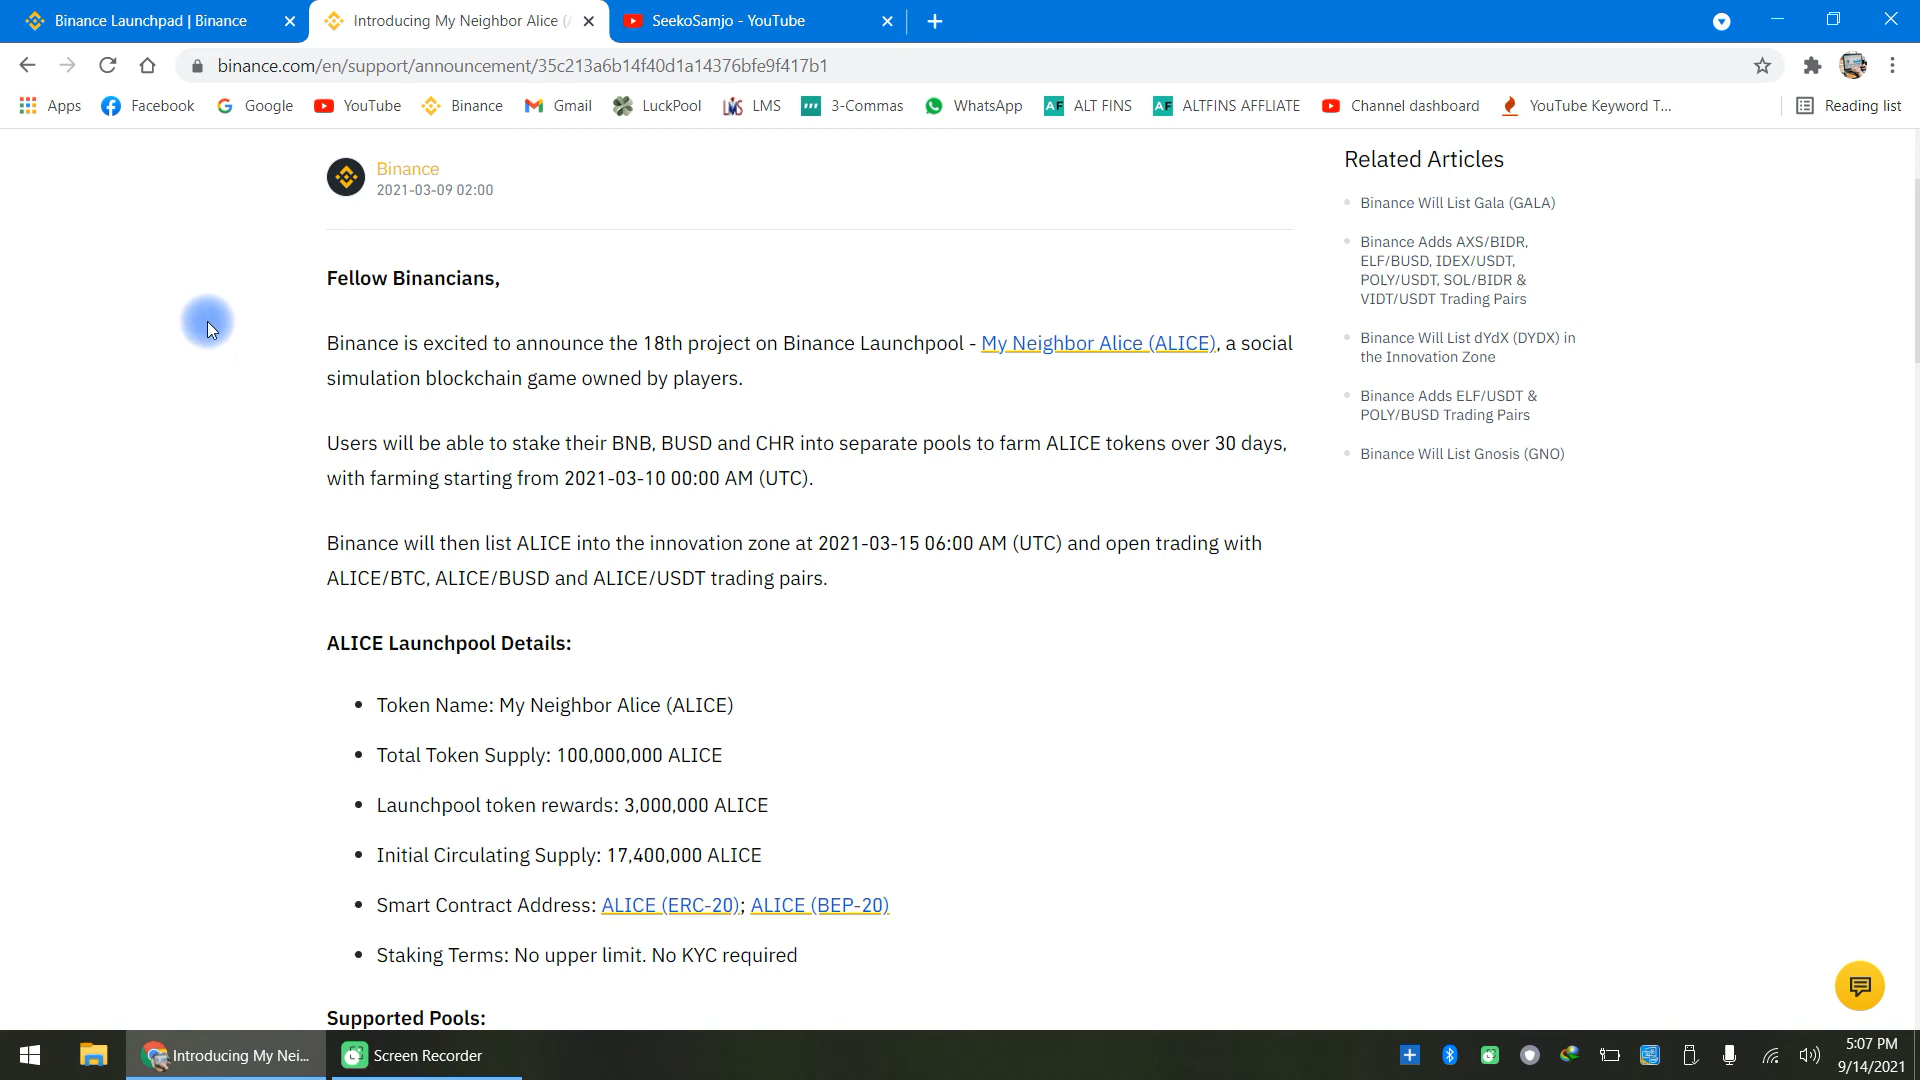 Binance Launchpad | Binance
Introducing My Neighbor Alice (
SeekoSamjo - YouTube
binance.com/en/support/announcement/35c213a6b14f40d1a14376bfe9f417b1
Apps Facebook Google YouTube Binance Gmail LuckPool LMS 3-Commas WhatsApp ALT FINS ALTFINS AFFLIATE Channel dashboard YouTube Keyword T... Reading list
Binance
2021-03-09 02:00
Fellow Binancians,
Binance is excited to announce the 18th project on Binance Launchpool - My Neighbor Alice (ALICE), a social
simulation blockchain game owned by players.
Users will be able to stake their BNB, BUSD and CHR into separate pools to farm ALICE tokens over 30 days,
with farming starting from 2021-03-10 00:00 AM (UTC).
Binance will then list ALICE into the innovation zone at 2021-03-15 06:00 AM (UTC) and open trading with
ALICE/BTC, ALICE/BUSD and ALICE/USDT trading pairs.
ALICE Launchpool Details:
• Token Name: My Neighbor Alice (ALICE)
• Total Token Supply: 100,000,000 ALICE
• Launchpool token rewards: 3,000,000 ALICE
• Initial Circulating Supply: 17,400,000 ALICE
• Smart Contract Address: ALICE (ERC-20); ALICE (BEP-20)
• Staking Terms: No upper limit. No KYC required
Supported Pools:
Related Articles
Binance Will List Gala (GALA)
Binance Adds AXS/BIDR,
ELF/BUSD, IDEX/USDT,
POLY/USDT, SOL/BIDR &
VIDT/USDT Trading Pairs
Binance Will List dYdX (DYDX) in
the Innovation Zone
Binance Adds ELF/USDT &
POLY/BUSD Trading Pairs
Binance Will List Gnosis (GNO)
Introducing My Nei...
Screen Recorder
5:07 PM
9/14/2021